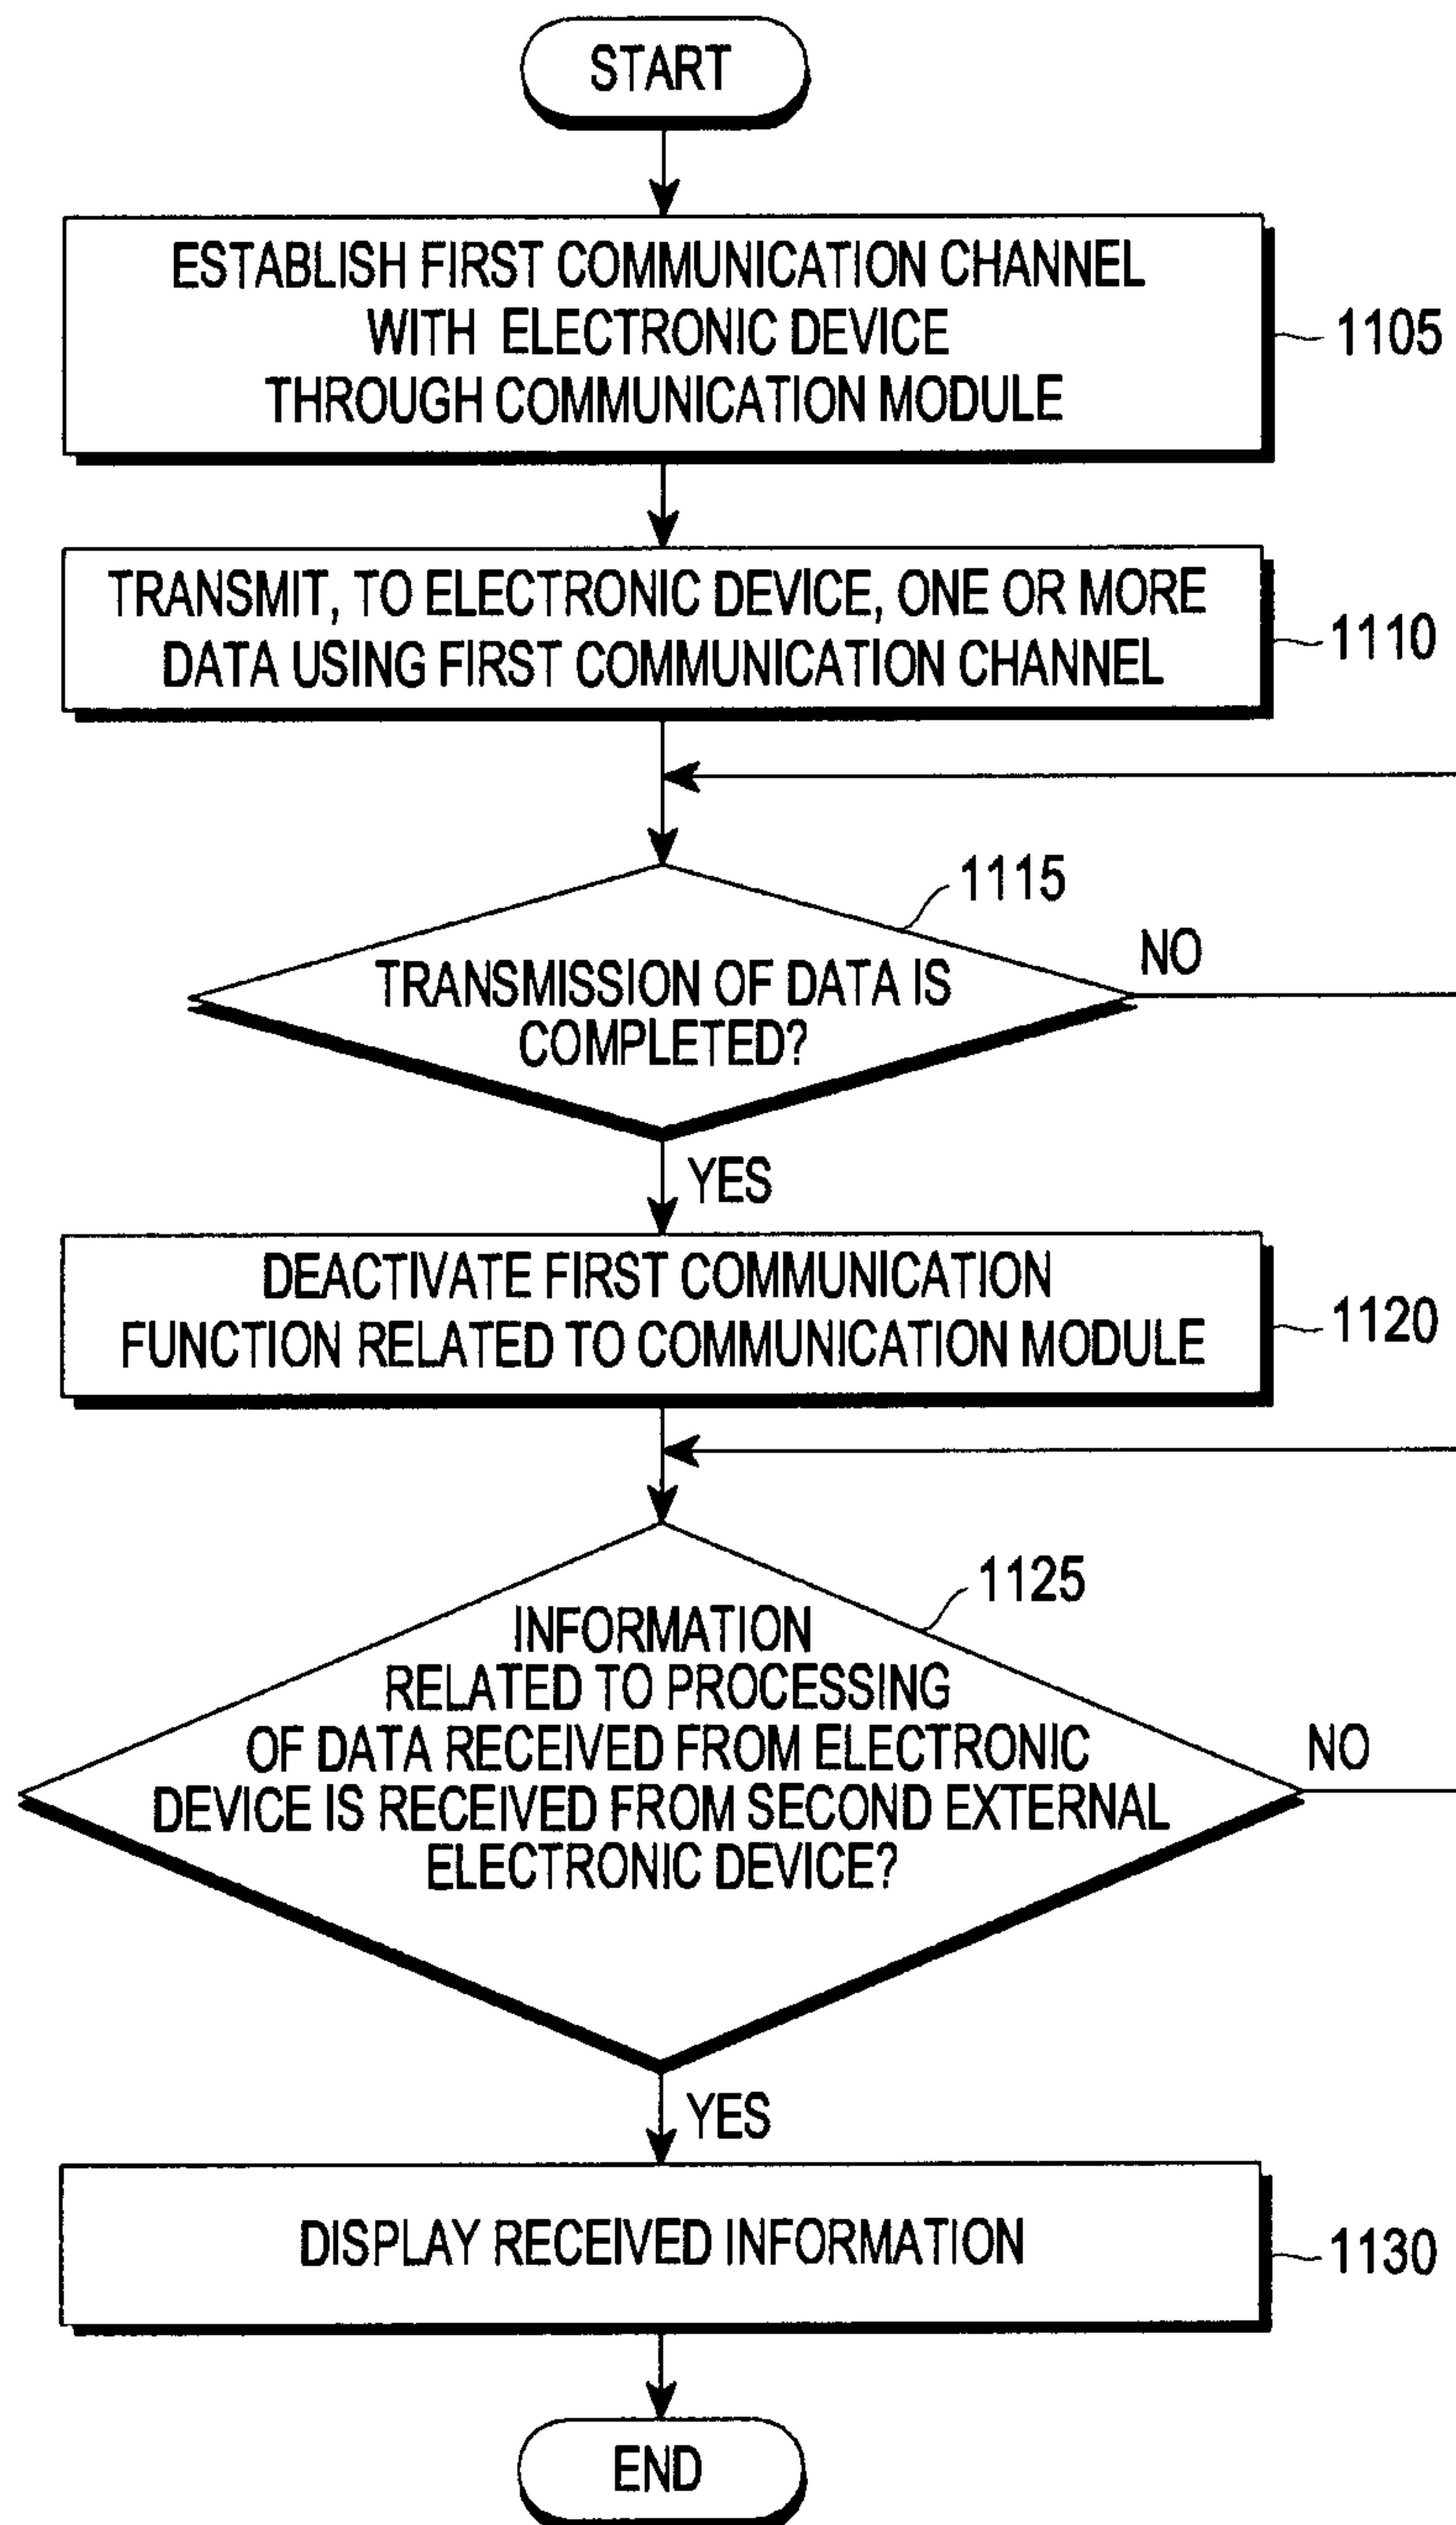 START
ESTABLISH FIRST COMMUNICATION CHANNEL
WITH ELECTRONIC DEVICE
THROUGH COMMUNICATION MODULE
1105
TRANSMIT, TO ELECTRONIC DEVICE, ONE OR MORE
DATA USING FIRST COMMUNICATION CHANNEL
1110
1115
TRANSMISSION OF DATA IS
COMPLETED?
NO
YES
DEACTIVATE FIRST COMMUNICATION
FUNCTION RELATED TO COMMUNICATION MODULE
1120
1125
INFORMATION
RELATED TO PROCESSING
OF DATA RECEIVED FROM ELECTRONIC
DEVICE IS RECEIVED FROM SECOND EXTERNAL
ELECTRONIC DEVICE?
NO
YES
DISPLAY RECEIVED INFORMATION
1130
END